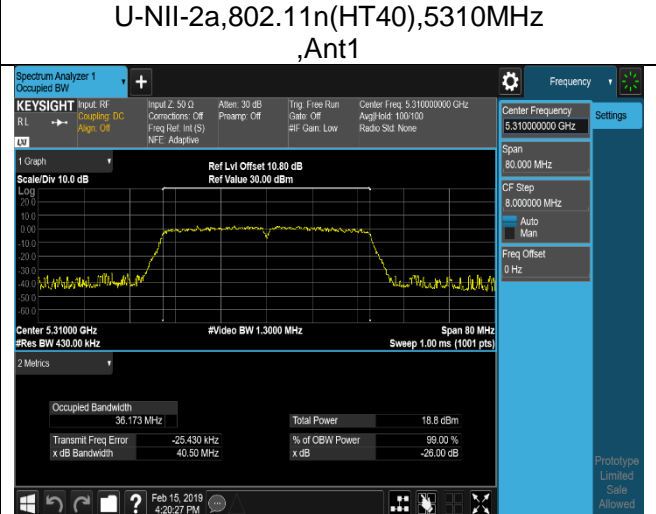 U-NII-2a,802.11n(HT40),5310MHz
,Ant1
Spectrum Analyzer 1
Occupied BW
Frequency
KEYSIGHT
Input: RF
Coupling: DC
Align: Off
Input Z: 50 Ω
Corrections: Off
Freq Ref: Int (S)
NFE: Adaptive
Atten: 30 dB
Preamp: Off
Trig: Free Run
Gate: Off
#IF Gain: Low
Center Freq: 5.310000000 GHz
Avg|Hold: 100/100
Radio Std: None
RL
LXI
Center Frequency
5.310000000 GHz
Settings
Span
80.000 MHz
CF Step
8.000000 MHz
Auto
Man
Freq Offset
0 Hz
1 Graph
Scale/Div 10.0 dB
Ref Lvl Offset 10.80 dB
Ref Value 30.00 dBm
Log
20.0
10.0
0.00
-10.0
-20.0
-30.0
-40.0
-50.0
-60.0
Center 5.31000 GHz
#Res BW 430.00 kHz
#Video BW 1.3000 MHz
Span 80 MHz
Sweep 1.00 ms (1001 pts)
2 Metrics
Occupied Bandwidth
36.173 MHz
Total Power 18.8 dBm
Transmit Freq Error -25.430 kHz
% of OBW Power 99.00 %
x dB Bandwidth 40.50 MHz
x dB -26.00 dB
Prototype
Limited
Sale
Allowed
?
Feb 15, 2019
4:20:27 PM